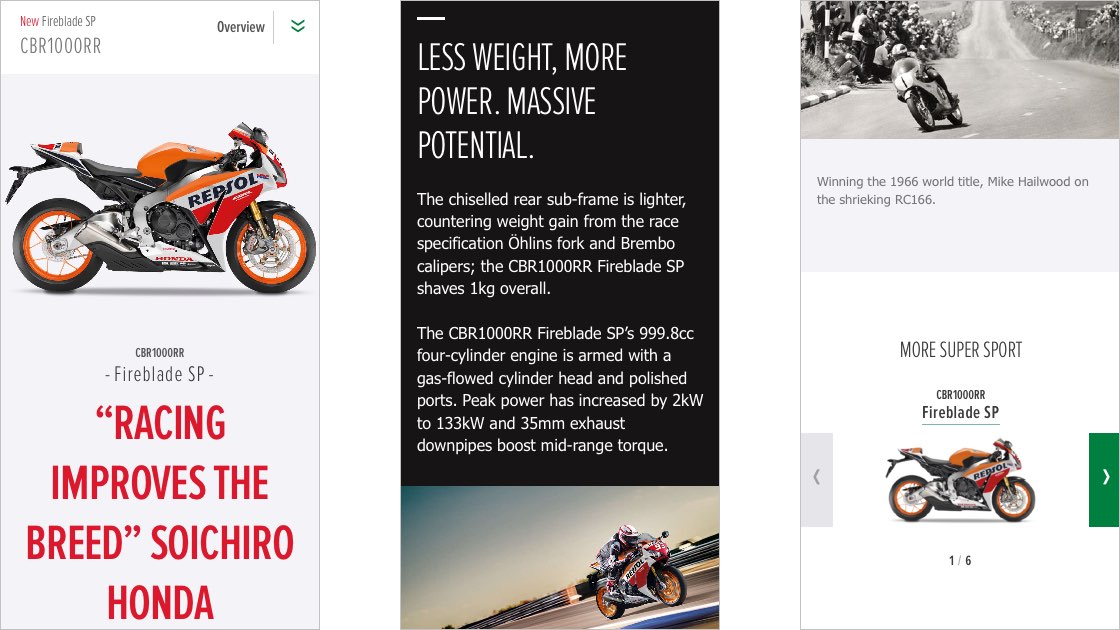 New Fireblade SP
CBR1000RR
Overview
REPSOL
HONDA
CBR1000RR
- Fireblade SP -
“RACING
IMPROVES THE
BREED” SOICHIRO
HONDA
LESS WEIGHT, MORE
POWER. MASSIVE
POTENTIAL.
The chiselled rear sub-frame is lighter,
countering weight gain from the race
specification Öhlins fork and Brembo
calipers; the CBR1000RR Fireblade SP
shaves 1kg overall.
The CBR1000RR Fireblade SP’s 999.8cc
four-cylinder engine is armed with a
gas-flowed cylinder head and polished
ports. Peak power has increased by 2kW
to 133kW and 35mm exhaust
downpipes boost mid-range torque.
REPSOL
Winning the 1966 world title, Mike Hailwood on
the shrieking RC166.
MORE SUPER SPORT
CBR1000RR
Fireblade SP
REPSOL
1 / 6